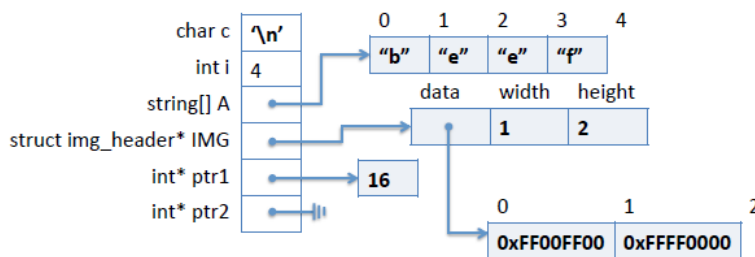 char c '\n'
0 1 2 3 4
int i 4
"b" "e" "e" "f"
string[] A
data width height
struct img_header* IMG
1 2
int* ptr1
16
int* ptr2
0 1 2
0xFF00FF00 0xFFFF0000